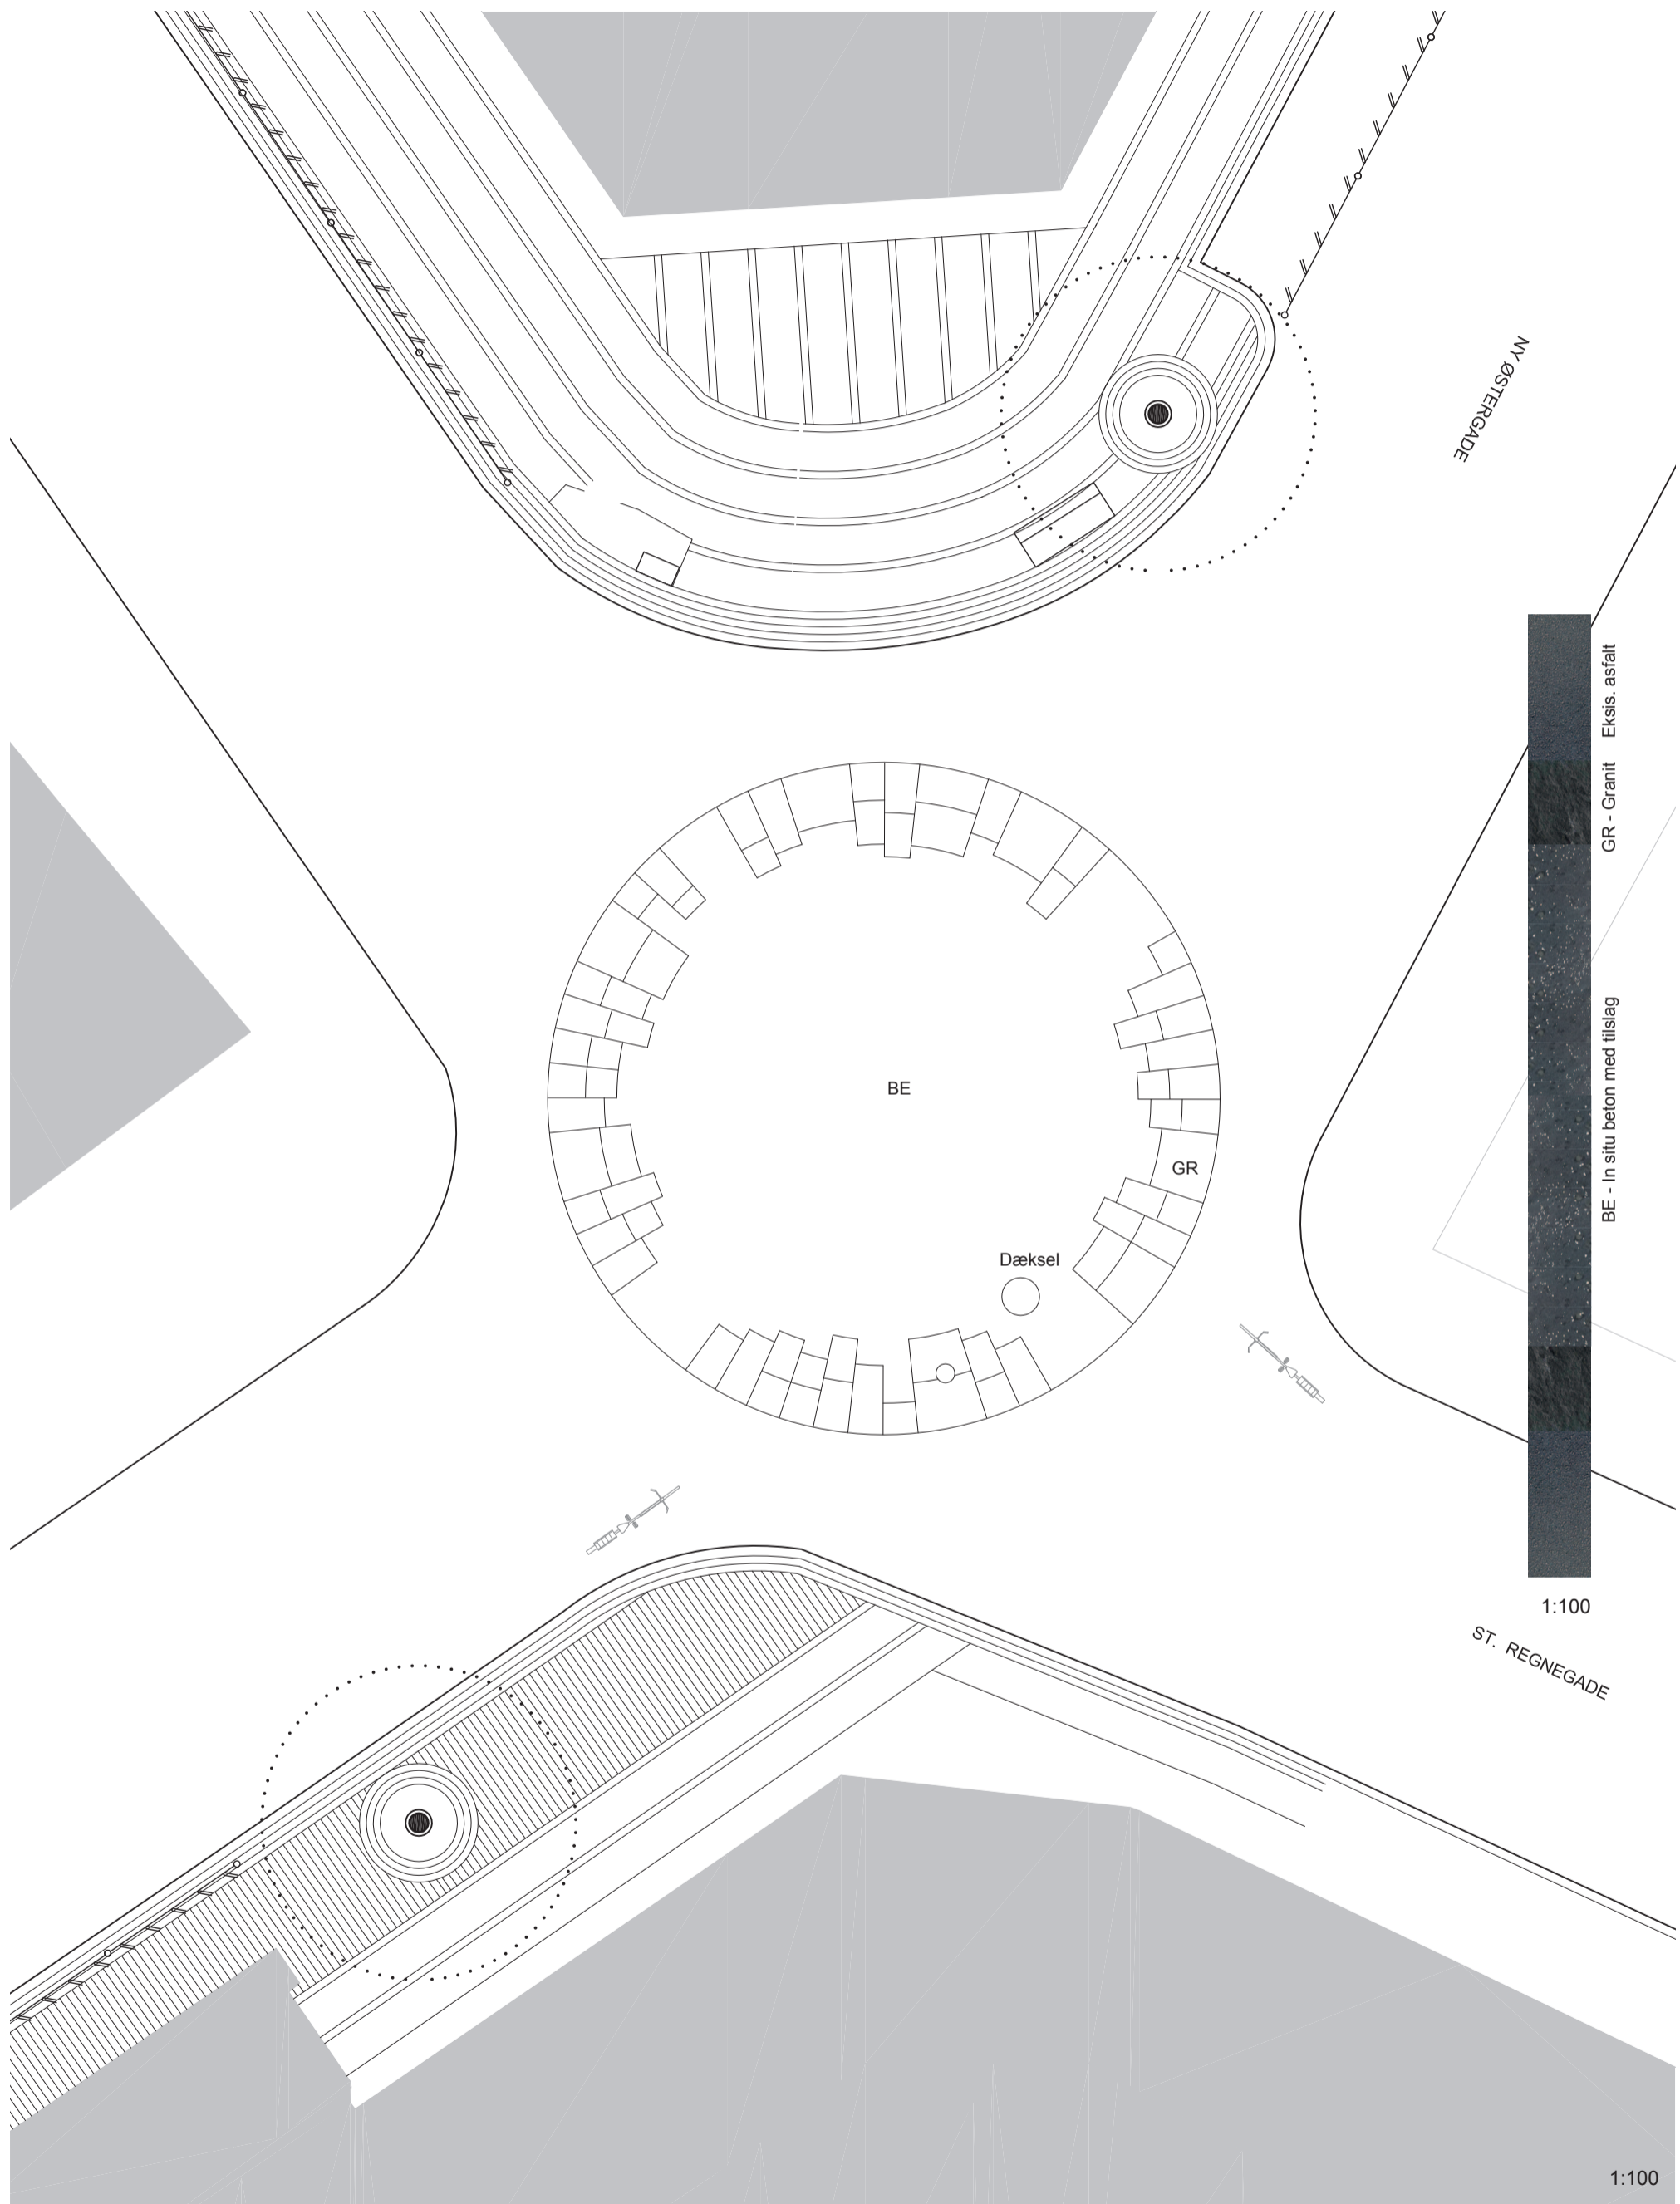 NY ØSTERGADE
Eksis. asfalt
GR - Granit
BE - In situ beton med tilslag
BE
GR
Dæksel
1:100
ST. REGNEGADE
1:100